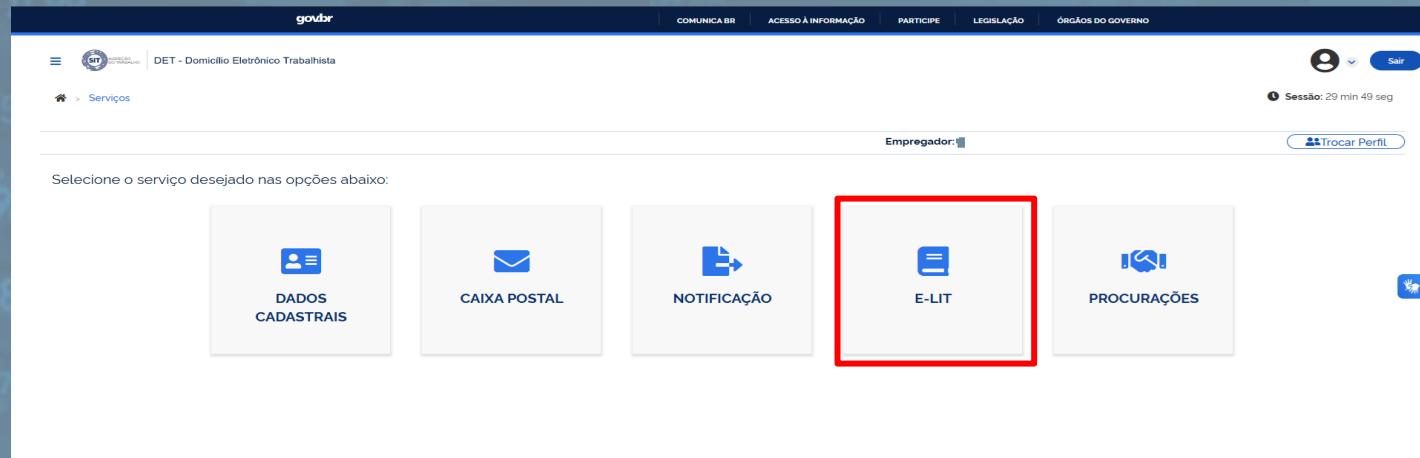 gov.br
COMUNICA BR
ACESSO À INFORMAÇÃO
PARTICIPE
LEGISLAÇÃO
ÓRGÃOS DO GOVERNO
SIT
DET - Domicílio Eletrônico Trabalhista
Sair
> Serviços
Sessão: 29 min 49 seg
Empregador:
Trocar Perfil
Selecione o serviço desejado nas opções abaixo:
DADOS
CADASTRAIS
CAIXA POSTAL
NOTIFICAÇÃO
E-LIT
PROCURAÇÕES